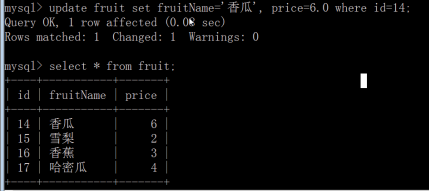 mysql> update fruit set fruitName='香瓜', price=6.0 where id=14;
Query OK, 1 row affected (0.00 sec)
Rows matched: 1  Changed: 1  Warnings: 0

mysql> select * from fruit;
+----+-----------+-------+
| id | fruitName | price |
+----+-----------+-------+
| 14 | 香瓜      |     6 |
| 15 | 雪梨      |     2 |
| 16 | 香蕉      |     3 |
| 17 | 哈密瓜    |     4 |
+----+-----------+-------+